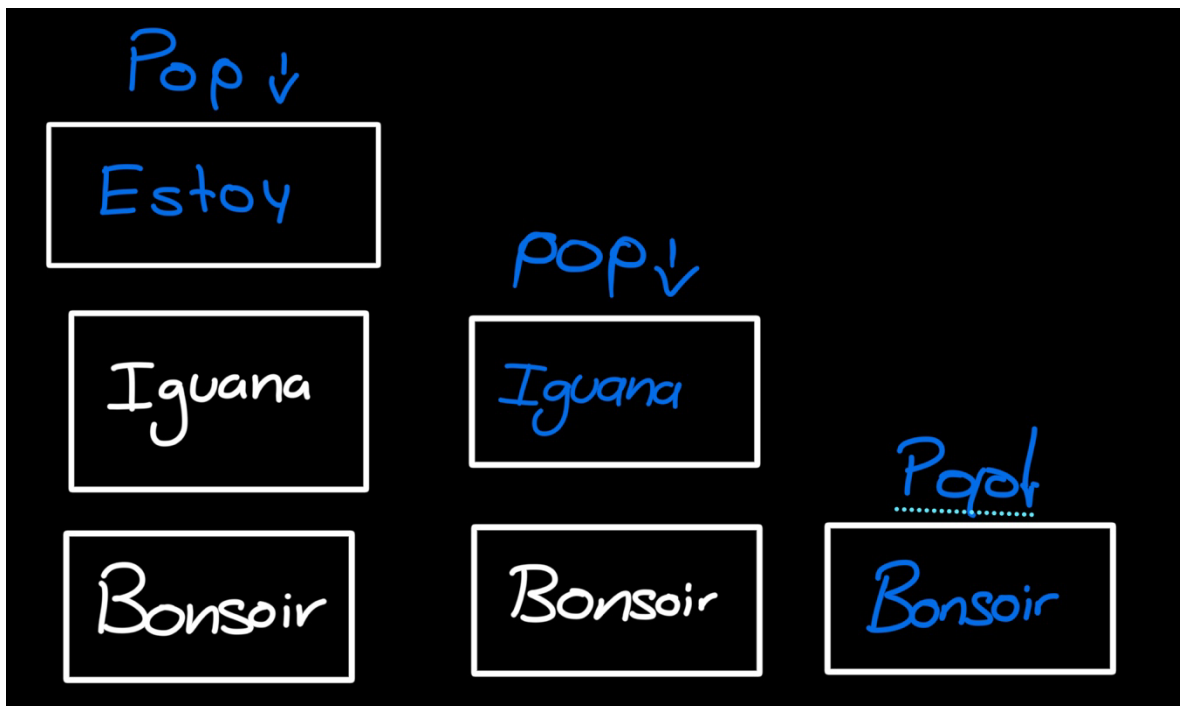 Pop
Estoy
Iguana
Bonsoir
pop
Iguana
Bonsoir
Pop
Bonsoir